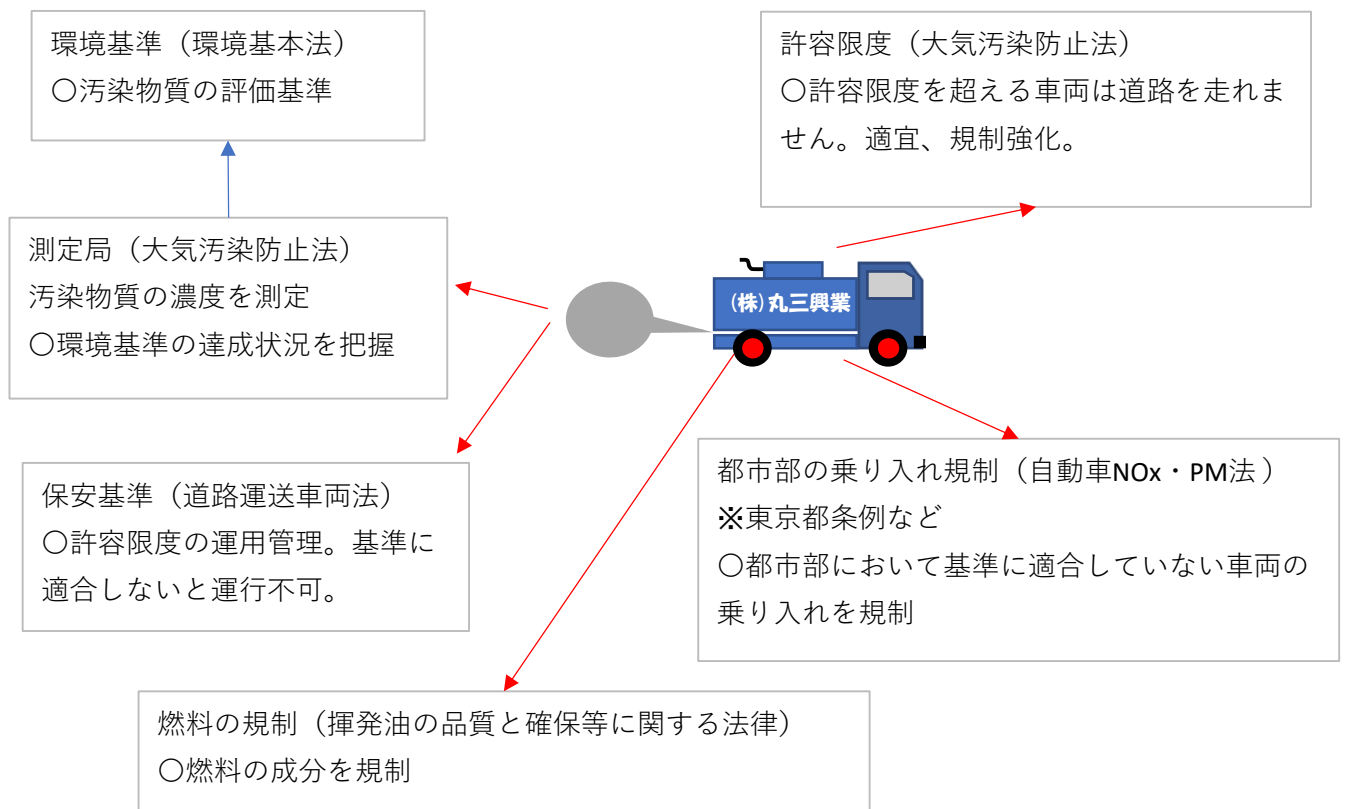 環境基準（環境基本法）
〇汚染物質の評価基準
許容限度（大気汚染防止法）
〇許容限度を超える車両は道路を走れま
せん。適宜、規制強化。
測定局（大気汚染防止法）
汚染物質の濃度を測定
〇環境基準の達成状況を把握
(株)丸三興業
保安基準（道路運送車両法）
〇許容限度の運用管理。基準に
適合しないと運行不可。
都市部の乗り入れ規制（自動車NOx・PM法）
※東京都条例など
〇都市部において基準に適合していない車両の
乗り入れを規制
燃料の規制（揮発油の品質と確保等に関する法律）
〇燃料の成分を規制